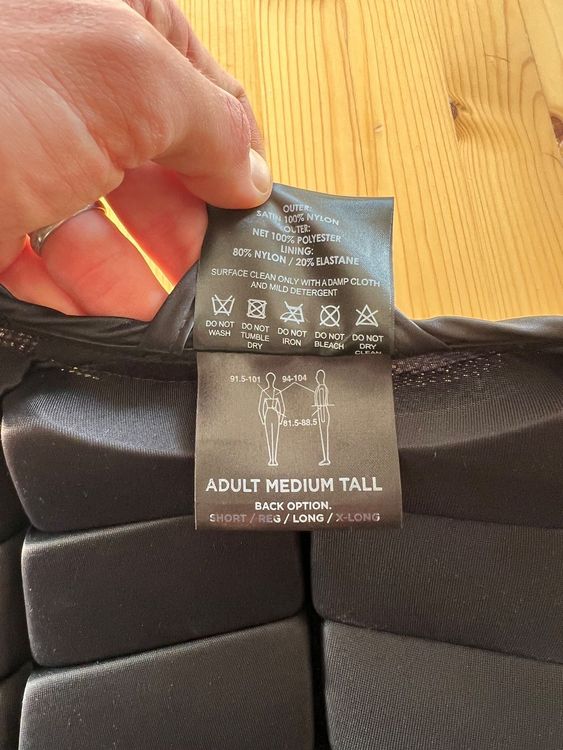 OUTER:
SATIN 100% NYLON
OUTER:
NET 100% POLYESTER
LINING:
80% NYLON / 20% ELASTANE
SURFACE CLEAN ONLY WITH A DAMP CLOTH
AND MILD DETERGENT
DO NOT WASH
DO NOT TUMBLE DRY
DO NOT IRON
DO NOT BLEACH
DO NOT DRY CLEAN
91.5-101
94-104
81.5-88.5
ADULT MEDIUM TALL
BACK OPTION.
SHORT / REG / LONG / X-LONG